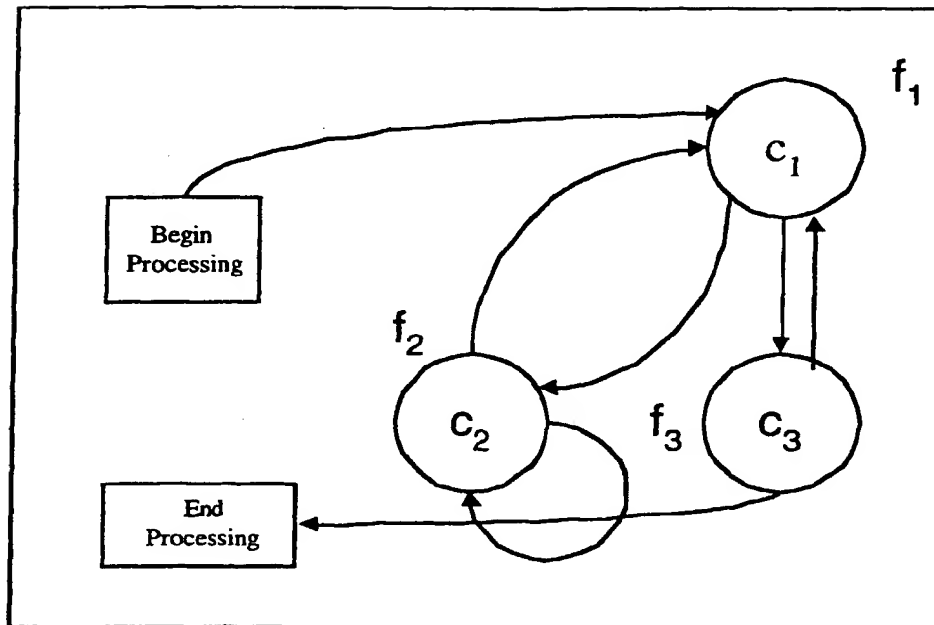 f1
c1
Begin
Processing
f2
c2
f3
c3
End
Processing